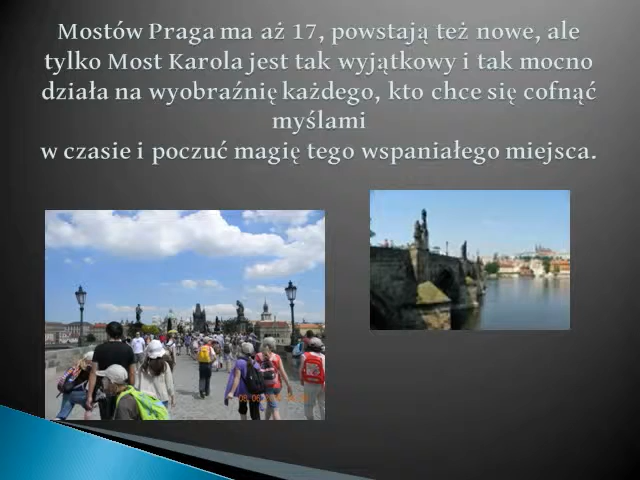 Mostów Praga ma aż 17, powstają też nowe, ale
tylko Most Karola jest tak wyjątkowy i tak mocno
działa na wyobraźnię każdego, kto chce się cofnąć
myślami
w czasie i poczuć magię tego wspaniałego miejsca.